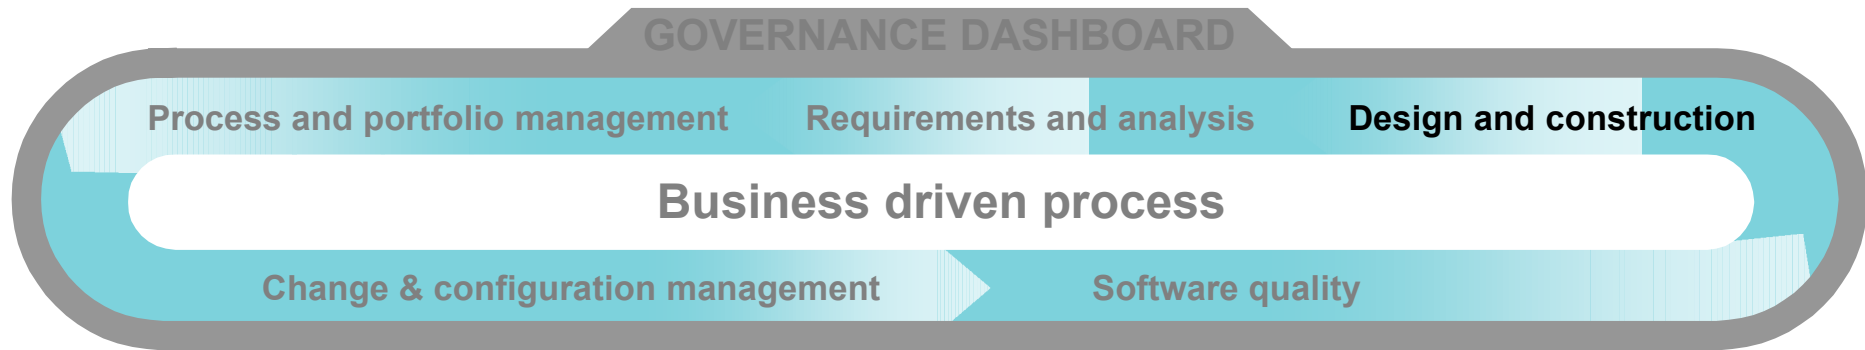 GOVERNANCE DASHBOARD
Process and portfolio management
Requirements and analysis
Design and construction
Business driven process
Change & configuration management
Software quality